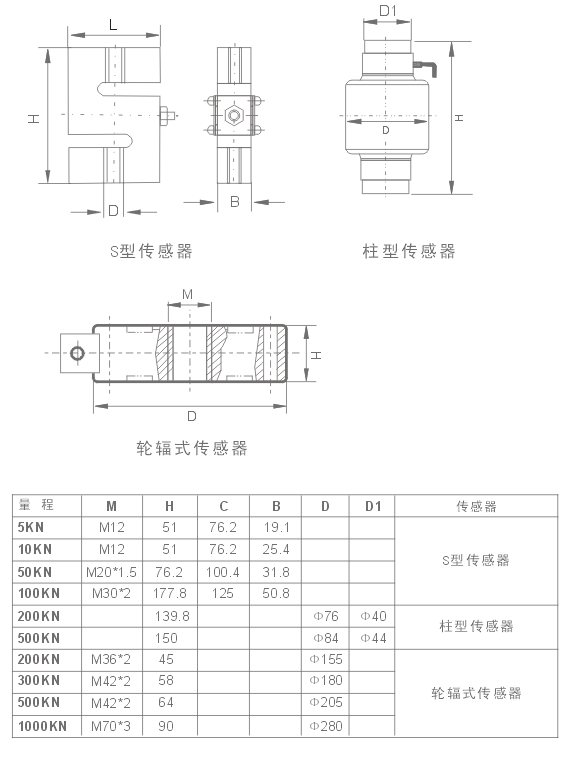 L
D1
H
D
H
D
B
S型传感器
柱型传感器
M
H
D
轮辐式传感器
量 程 M H C B D D1 传感器
5KN M12 51 76.2 19.1
10KN M12 51 76.2 25.4
S型传感器
50KN M20*1.5 76.2 100.4 31.8
100KN M30*2 177.8 125 50.8
200KN 139.8 Φ76 Φ40
柱型传感器
500KN 150 Φ84 Φ44
200KN M36*2 45 Φ155
300KN M42*2 58 Φ180
轮辐式传感器
500KN M42*2 64 Φ205
1000KN M70*3 90 Φ280